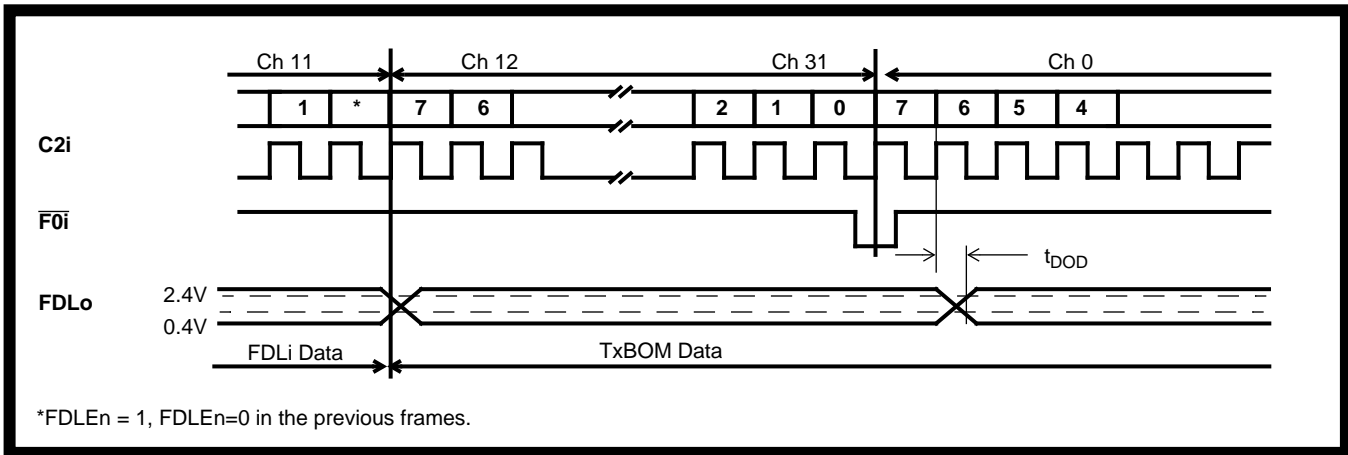 Ch 11 Ch 12 Ch 31 Ch 0
1 * 7 6 2 1 0 7 6 5 4
C2i
F0i
tDOD
FDLo
2.4V
0.4V
FDLi Data TxBOM Data
*FDLEn = 1, FDLEn=0 in the previous frames.